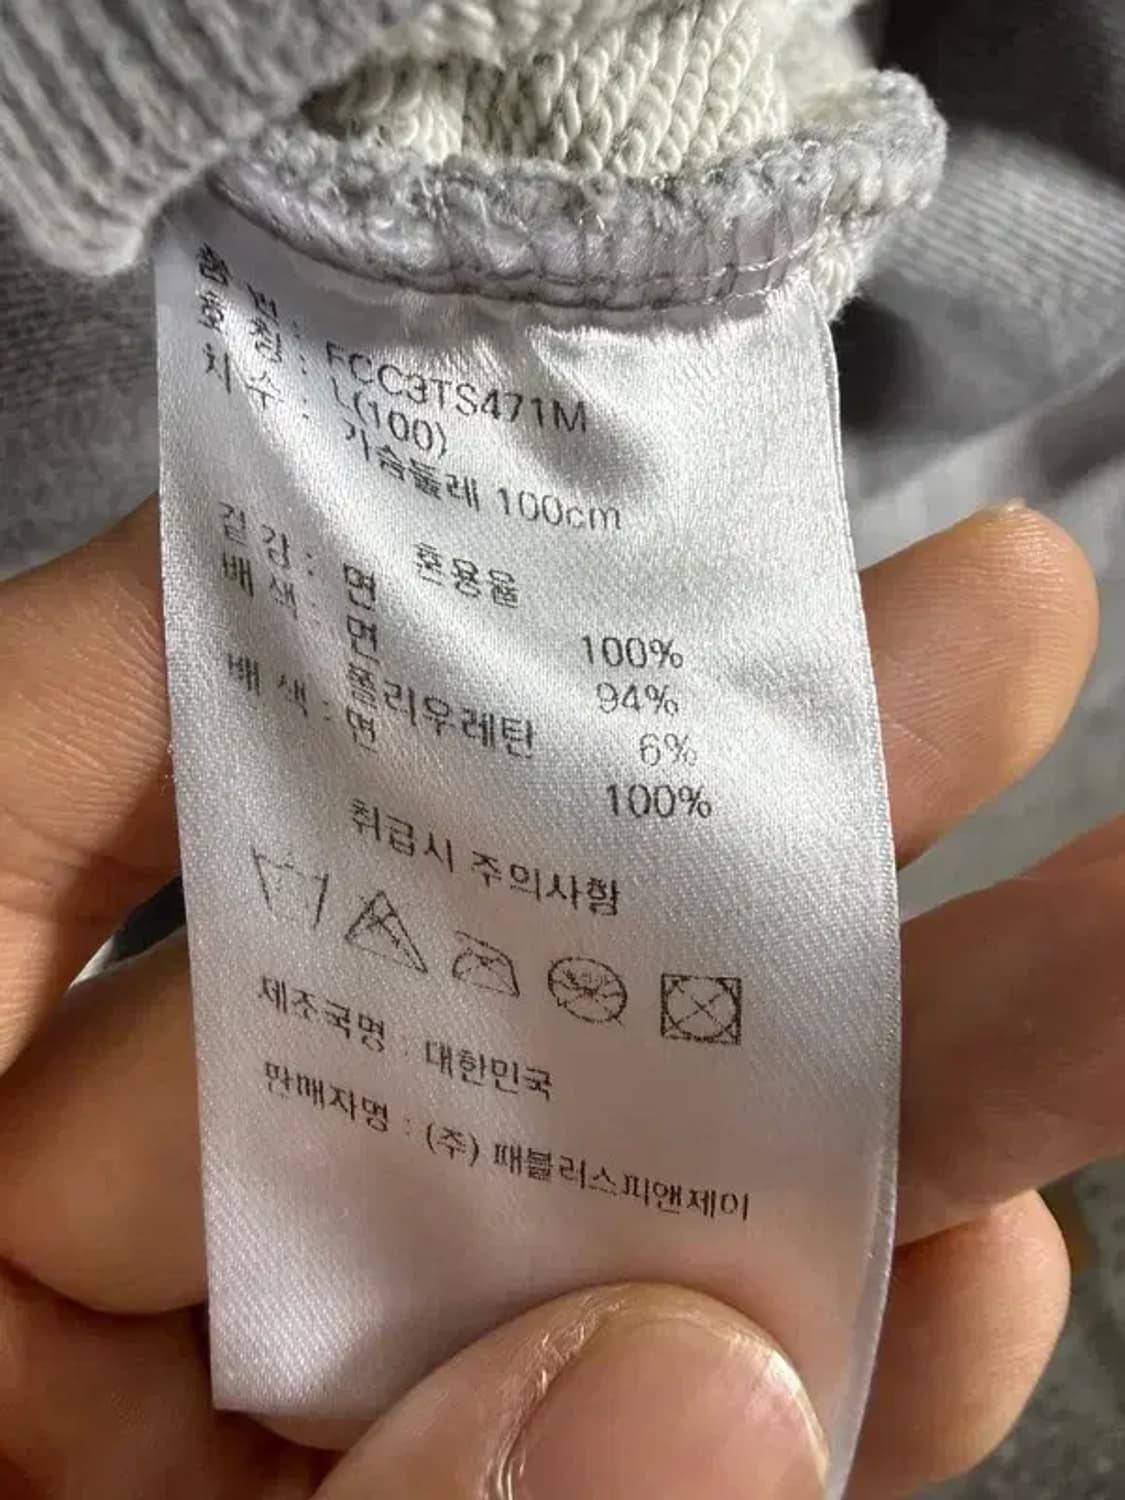 품 번 : FCC3TS471M
호 칭 : L(100)
치 수 : 가슴둘레 100cm
혼용율
겉 감 : 면 100%
배 색 : 면 94%
폴리우레탄 6%
배 색 : 면 100%
취급시 주의사항
제조국명 : 대한민국
판매자명 : (주) 패블러스피앤제이